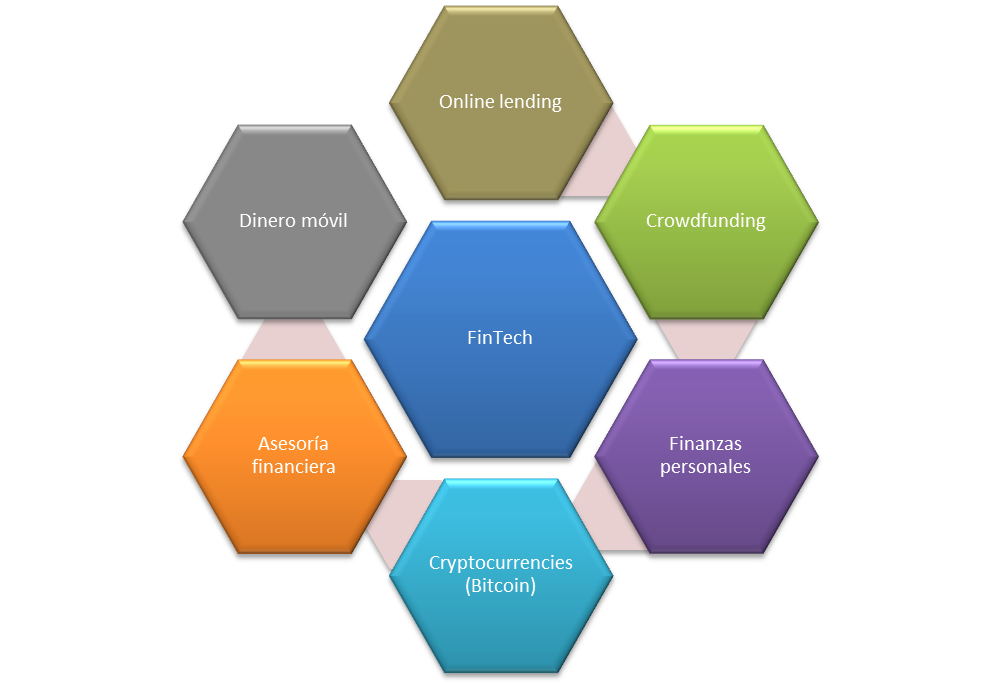 Online lending
Dinero móvil
Crowdfunding
FinTech
Asesoría
financiera
Finanzas
personales
Cryptocurrencies
(Bitcoin)